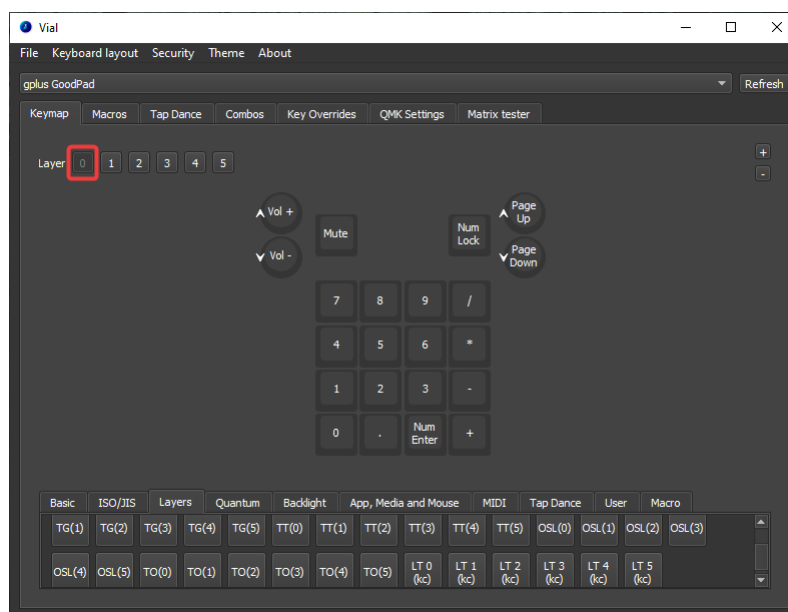 Vial
File Keyboard layout Security Theme About
gplus GoodPad Refresh
Keymap Macros Tap Dance Combos Key Overrides QMK Settings Matrix tester
Layer 0 1 2 3 4 5 +
-
Vol + Page Up
Mute Num Lock
Vol - Page Down
7 8 9 /
4 5 6 *
1 2 3 -
0 . Num Enter +
Basic ISO/JIS Layers Quantum Backlight App, Media and Mouse MIDI Tap Dance User Macro
TG(1) TG(2) TG(3) TG(4) TG(5) TT(0) TT(1) TT(2) TT(3) TT(4) TT(5) OSL(0) OSL(1) OSL(2) OSL(3)
OSL(4) OSL(5) TO(0) TO(1) TO(2) TO(3) TO(4) TO(5) LT 0 (kc) LT 1 (kc) LT 2 (kc) LT 3 (kc) LT 4 (kc) LT 5 (kc)